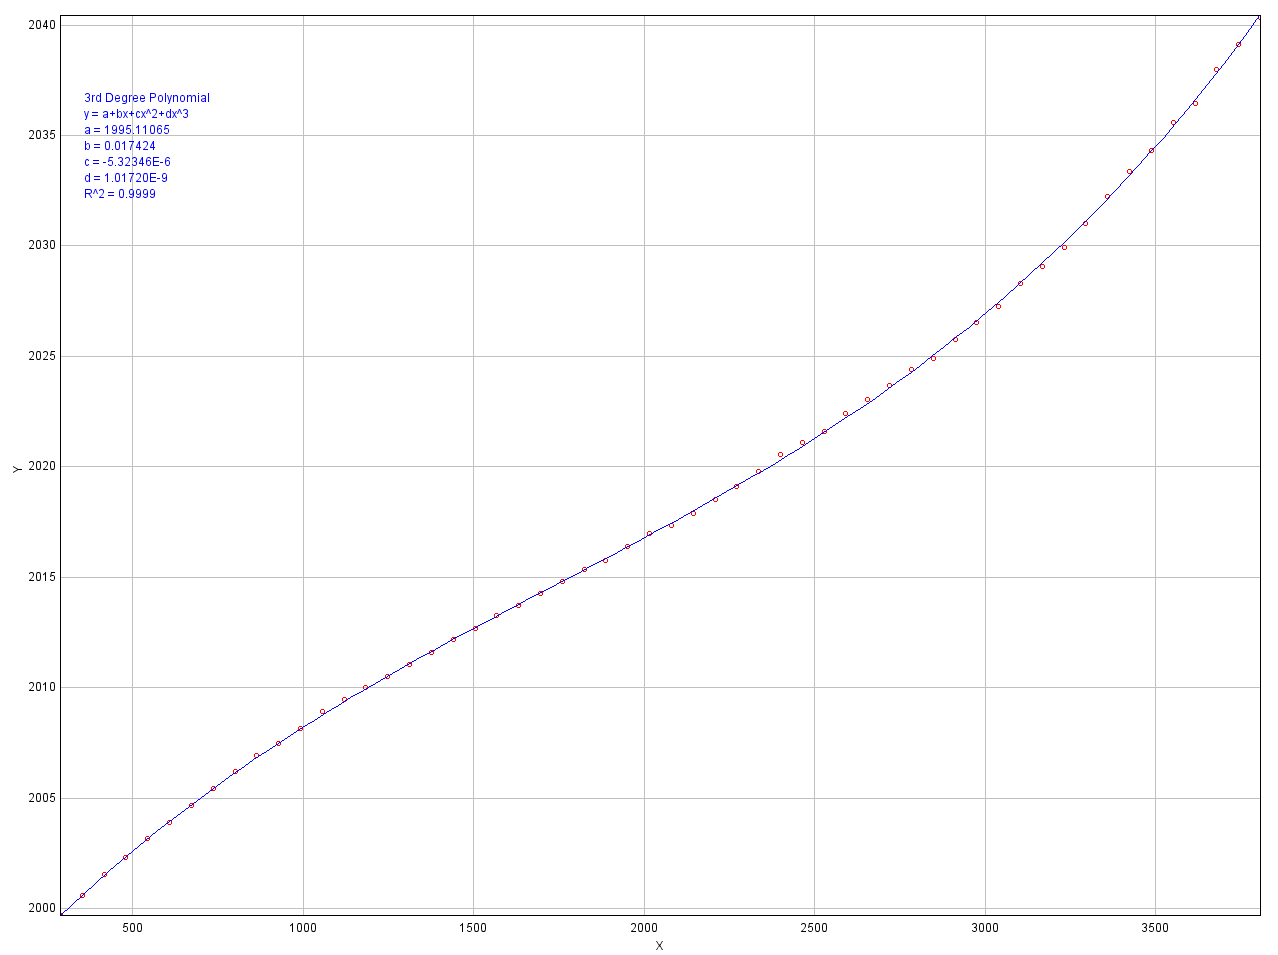 2040
3rd Degree Polynomial
y = a+bx+cx^2+dx^3
a = 1995.11065
2035
b = 0.017424
c = -5.32346E-6
d = 1.01720E-9
R^2 = 0.9999
2030
2025
Y
2020
2015
2010
2005
2000
500 1000 1500 2000 2500 3000 3500
X